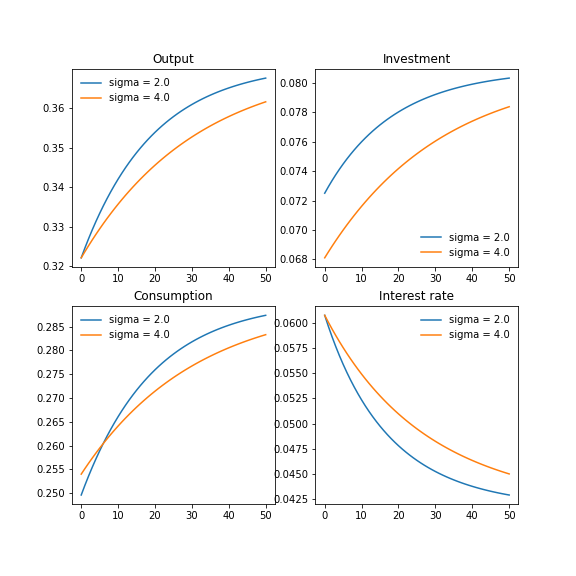 Output
sigma = 2.0
sigma = 4.0
0.36
0.35
0.34
0.33
0.32
0 10 20 30 40 50
Investment
0.080
0.078
0.076
0.074
0.072
0.070
0.068
sigma = 2.0
sigma = 4.0
0 10 20 30 40 50
Consumption
sigma = 2.0
sigma = 4.0
0.285
0.280
0.275
0.270
0.265
0.260
0.255
0.250
0 10 20 30 40 50
Interest rate
sigma = 2.0
sigma = 4.0
0.0600
0.0575
0.0550
0.0525
0.0500
0.0475
0.0450
0.0425
0 10 20 30 40 50